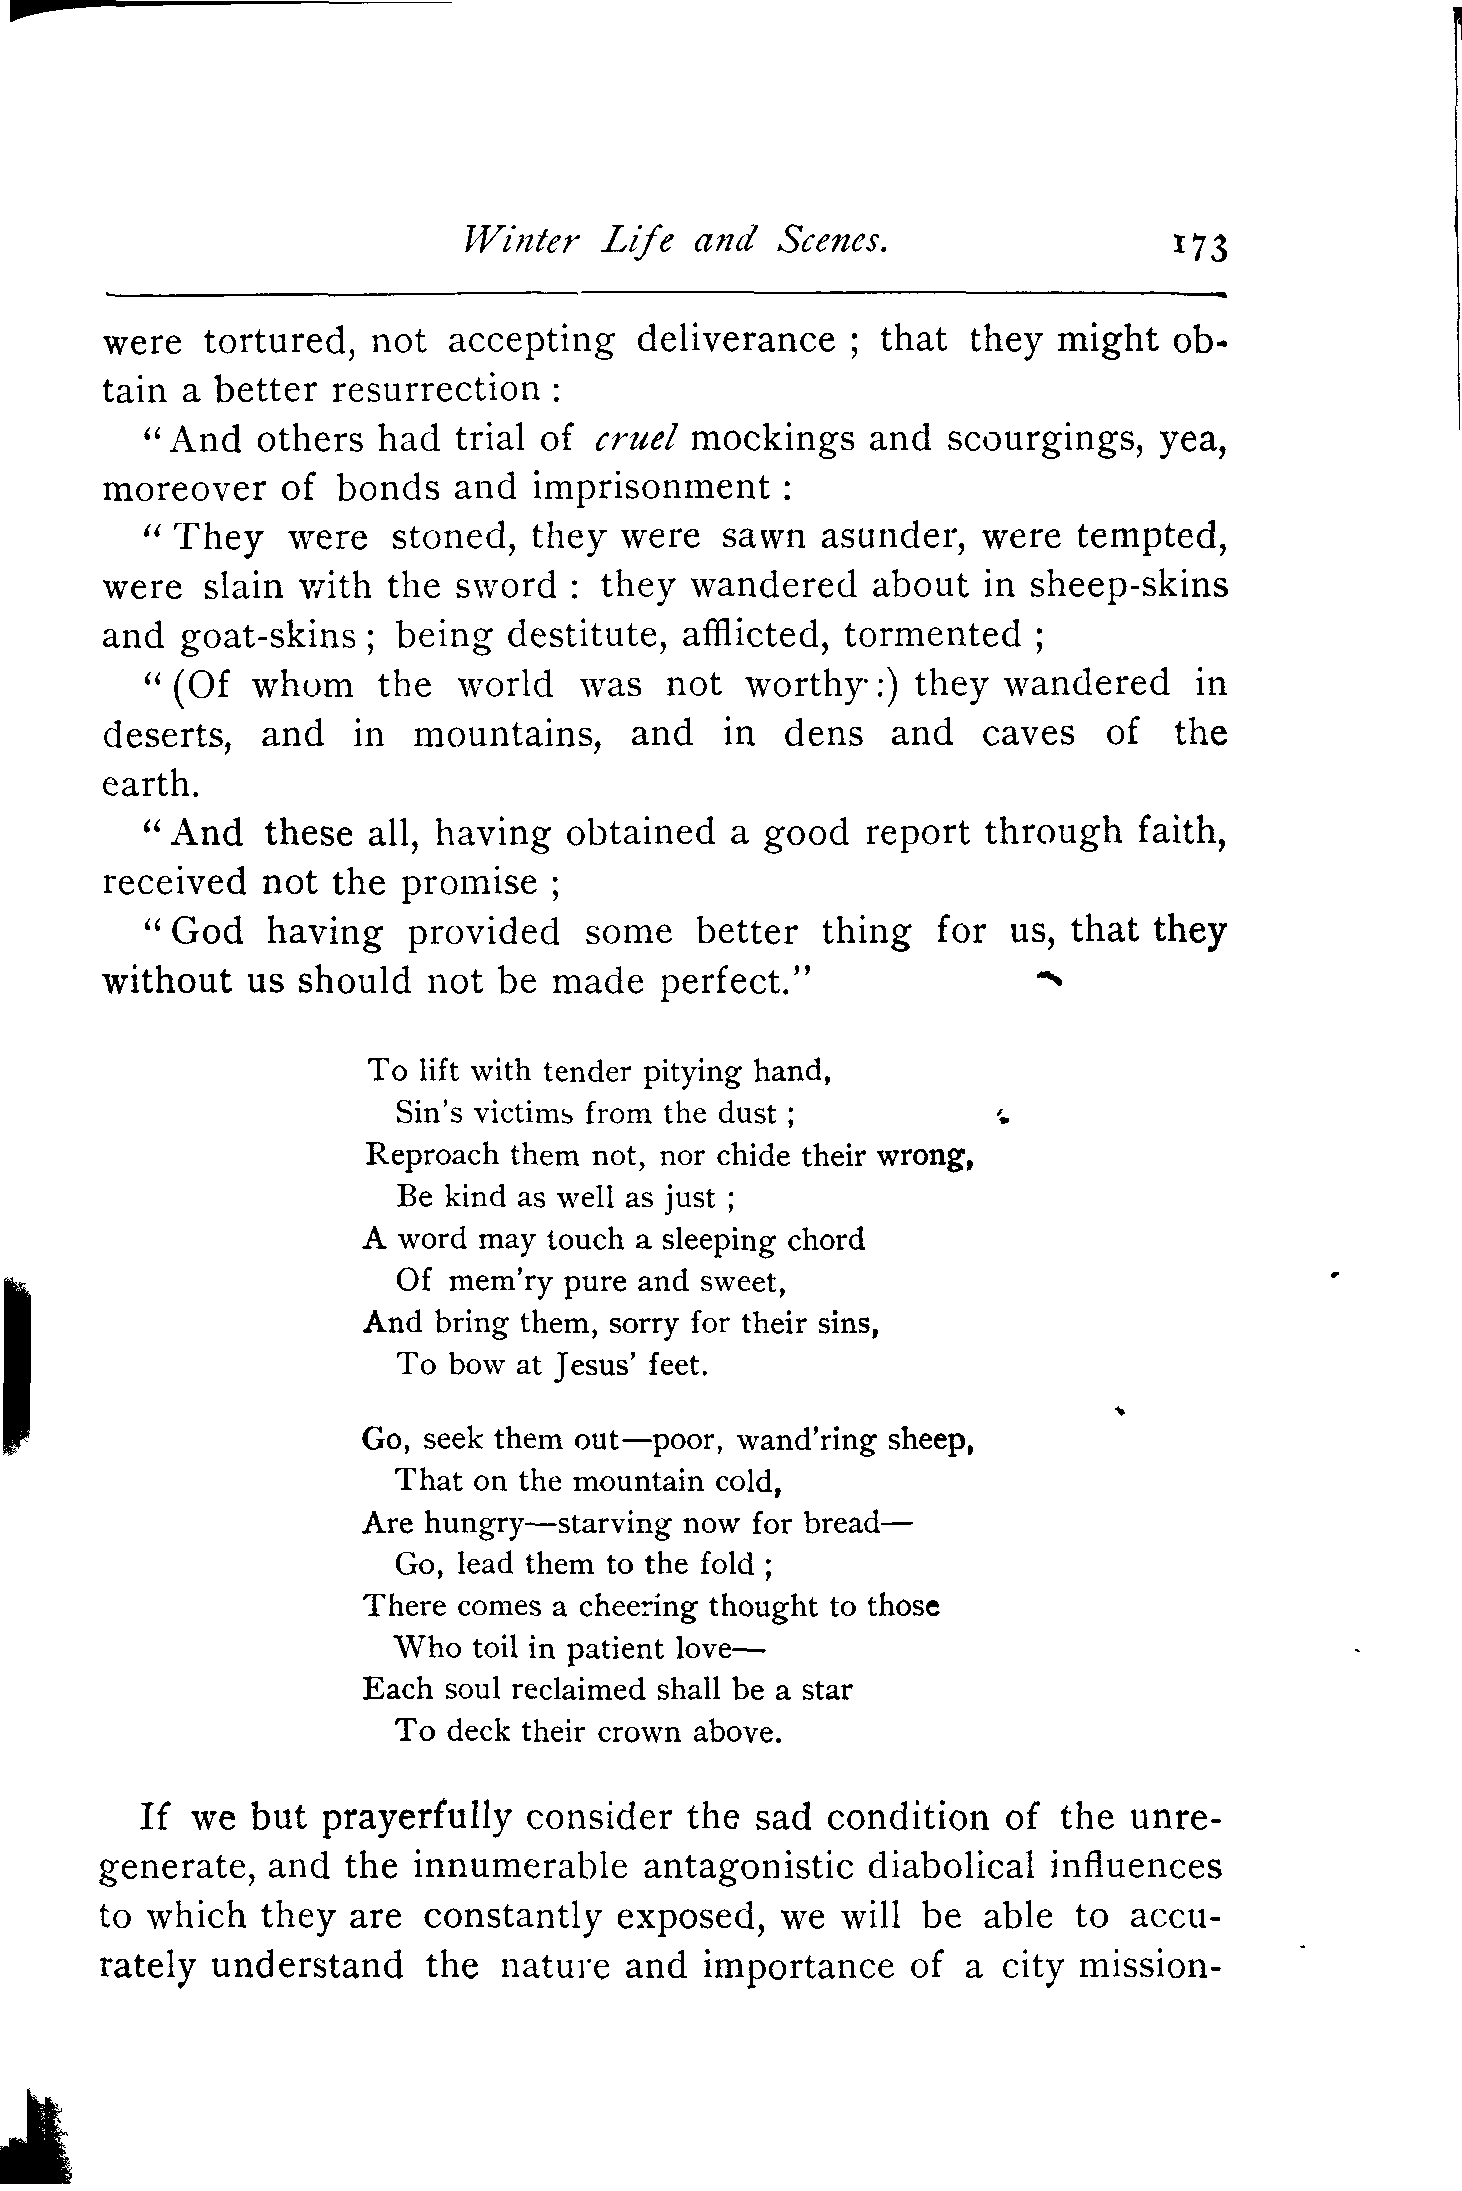 Winter Life and Scenes. 173
were tortured, not accepting deliverance ; that they might ob-
tain a better resurrection :
“ And others had trial of cruel mockings and scourgings, yea,
moreover of bonds and imprisonment :
“ They were stoned, they were sawn asunder, were tempted,
were slain with the sword : they wandered about in sheep-skins
and goat-skins ; being destitute, afflicted, tormented ;
“ (Of whom the world was not worthy :) they wandered in
deserts, and in mountains, and in dens and caves of the
earth.
“ And these all, having obtained a good report through faith,
received not the promise ;
“ God having provided some better thing for us, that they
without us should not be made perfect.”
To lift with tender pitying hand,
Sin's victims from the dust ;
Reproach them not, nor chide their wrong,
Be kind as well as just ;
A word may touch a sleeping chord
Of mem'ry pure and sweet,
And bring them, sorry for their sins,
To bow at Jesus' feet.
Go, seek them out—poor, wand'ring sheep,
That on the mountain cold,
Are hungry—starving now for bread—
Go, lead them to the fold ;
There comes a cheering thought to those
Who toil in patient love—
Each soul reclaimed shall be a star
To deck their crown above.
If we but prayerfully consider the sad condition of the unre-
generate, and the innumerable antagonistic diabolical influences
to which they are constantly exposed, we will be able to accu-
rately understand the nature and importance of a city mission-